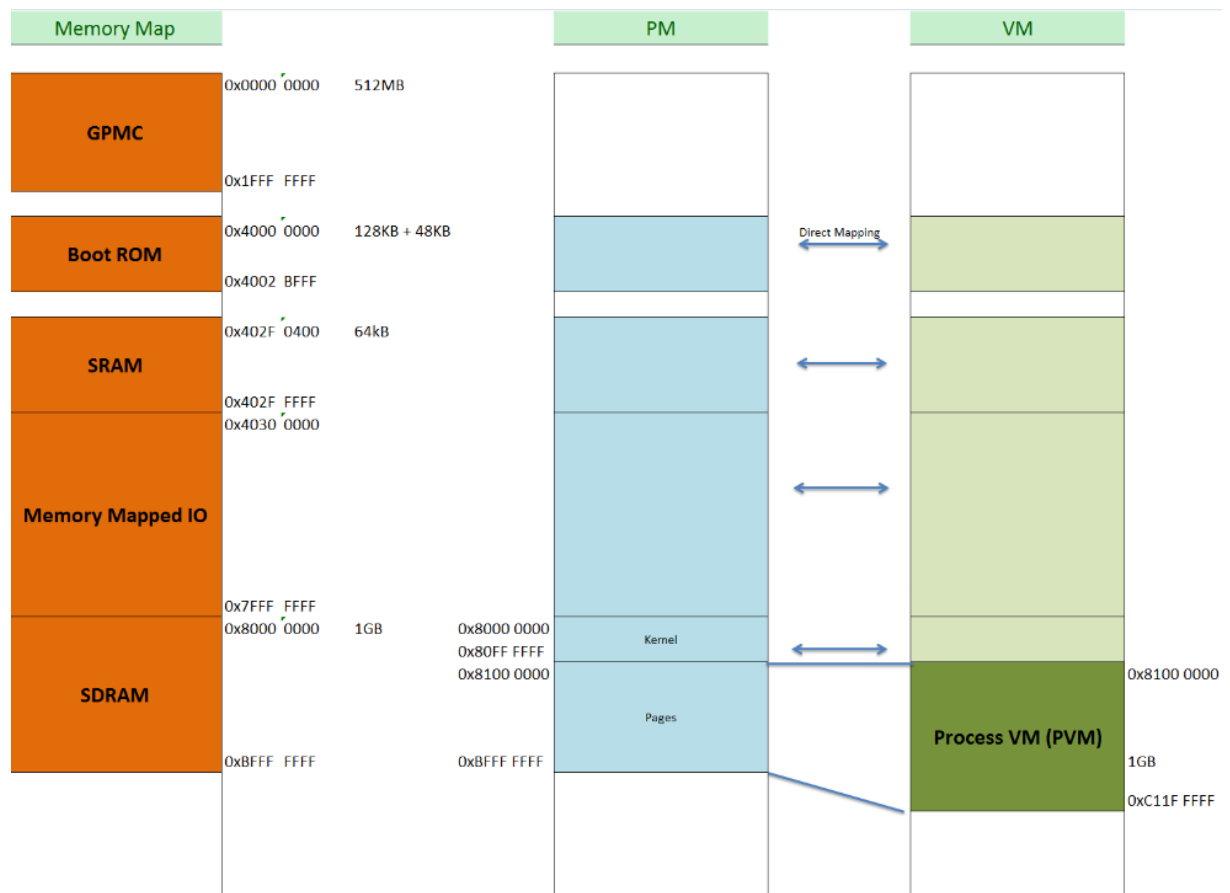 Memory Map PM VM
0x0000 0000 512MB
GPMC
0x1FFF FFFF
0x4000 0000 128KB + 48KB Direct Mapping
Boot ROM
0x4002 BFFF
0x402F 0400 64kB
SRAM
0x402F FFFF
0x4030 0000
Memory Mapped IO
0x7FFF FFFF
0x8000 0000 1GB 0x8000 0000 Kernel
0x80FF FFFF
0x8100 0000 0x8100 0000
SDRAM Pages Process VM (PVM)
0xBFFF FFFF 0xBFFF FFFF 1GB
0xC11F FFFF